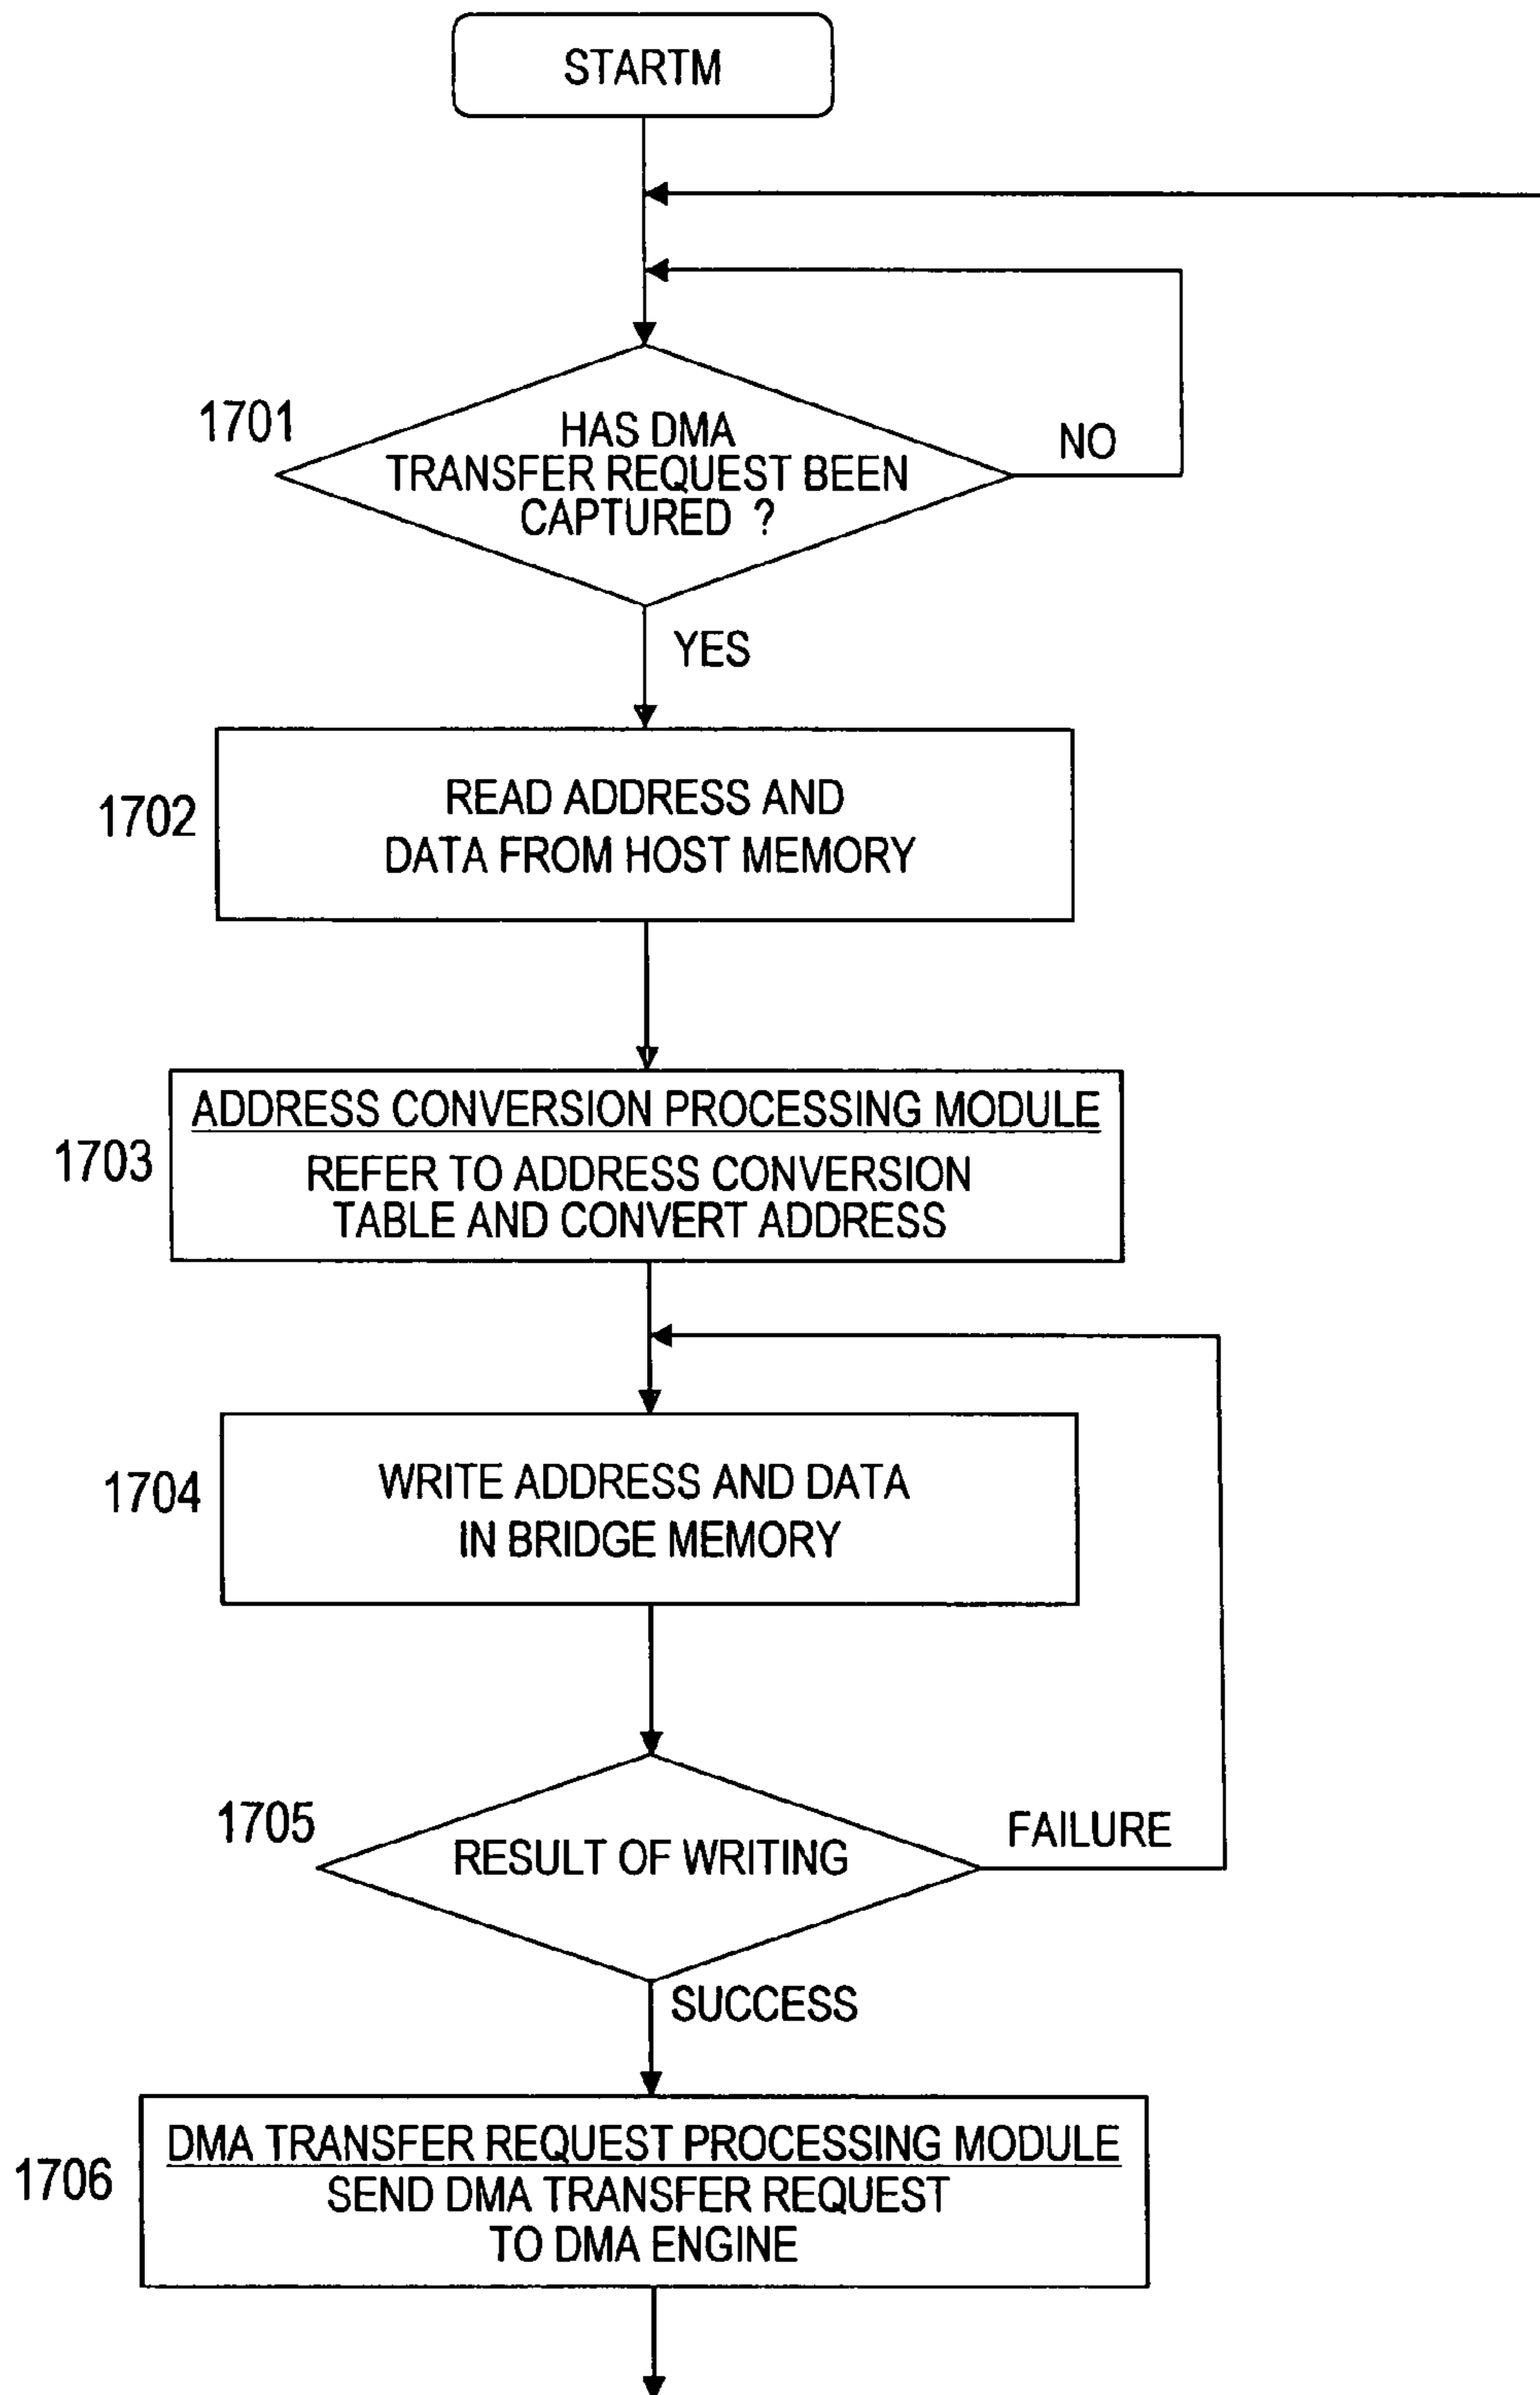 STARTM
1701
HAS DMA
TRANSFER REQUEST BEEN
CAPTURED ?
NO
YES
1702
READ ADDRESS AND
DATA FROM HOST MEMORY
1703
ADDRESS CONVERSION PROCESSING MODULE
REFER TO ADDRESS CONVERSION
TABLE AND CONVERT ADDRESS
1704
WRITE ADDRESS AND DATA
IN BRIDGE MEMORY
1705
RESULT OF WRITING
FAILURE
SUCCESS
1706
DMA TRANSFER REQUEST PROCESSING MODULE
SEND DMA TRANSFER REQUEST
TO DMA ENGINE